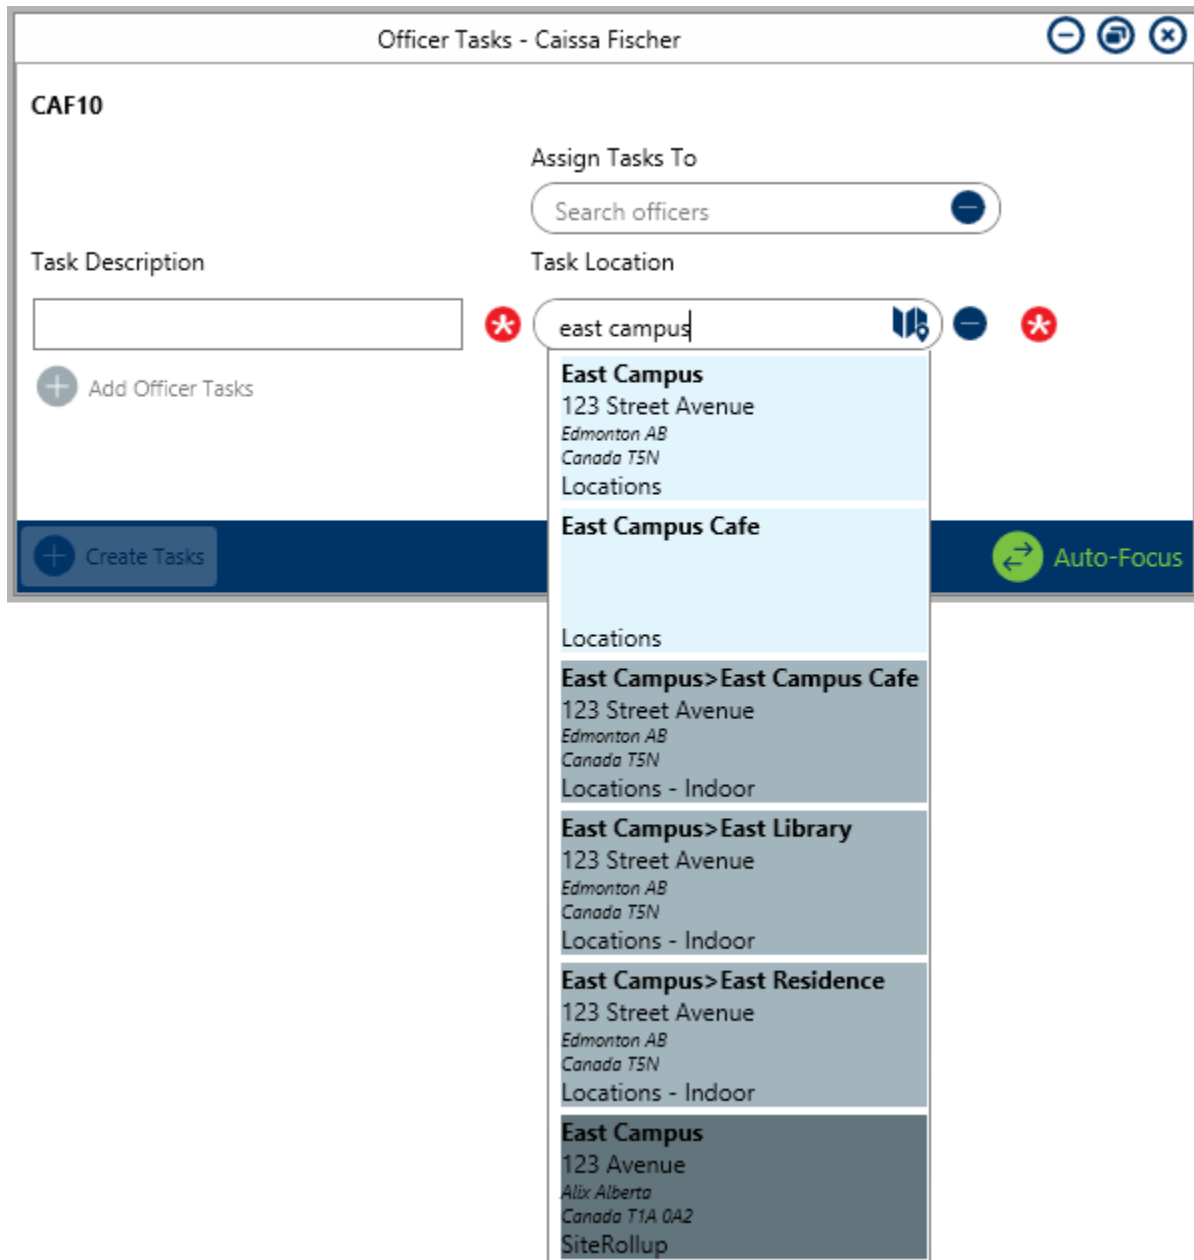 Officer Tasks - Caissa Fischer
CAF10
Assign Tasks To
Search officers
Task Description
Task Location
east campus
Add Officer Tasks
East Campus
123 Street Avenue
Edmonton AB
Canada T5N
Locations
East Campus Cafe
Locations
Create Tasks
Auto-Focus
East Campus>East Campus Cafe
123 Street Avenue
Edmonton AB
Canada T5N
Locations - Indoor
East Campus>East Library
123 Street Avenue
Edmonton AB
Canada T5N
Locations - Indoor
East Campus>East Residence
123 Street Avenue
Edmonton AB
Canada T5N
Locations - Indoor
East Campus
123 Avenue
Alix Alberta
Canada T1A 0A2
SiteRollup